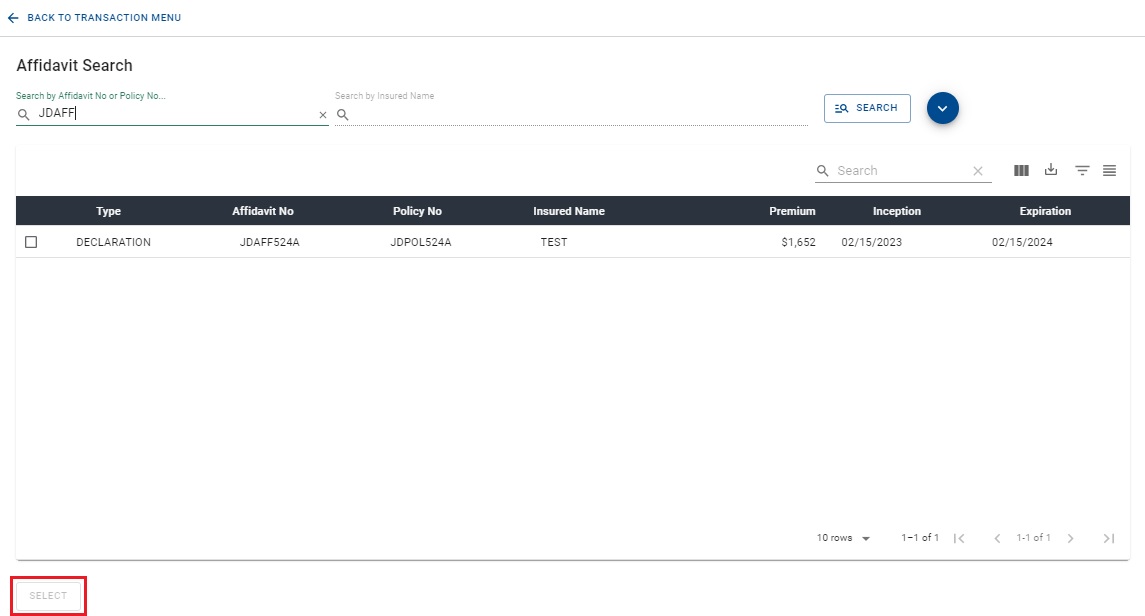 BACK TO TRANSACTION MENU
Affidavit Search
Search by Affidavit No or Policy No... Search by Insured Name
JDAFF
SEARCH
Search
Type Affidavit No Policy No Insured Name Premium Inception Expiration
DECLARATION JDAFF524A JDPOL524A TEST $1,652 02/15/2023 02/15/2024
10 rows 1–1 of 1 1-1 of 1
SELECT